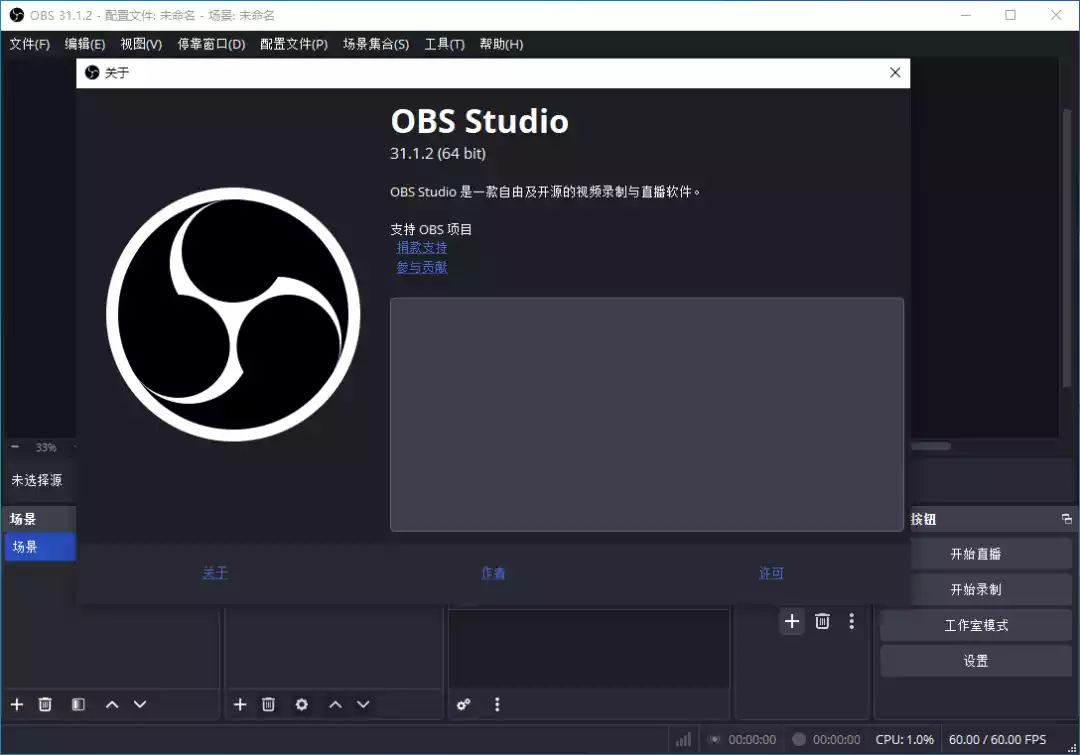 OBS 31.1.2 - 配置文件: 未命名 - 场景: 未命名
文件(F) 编辑(E) 视图(V) 停靠窗口(D) 配置文件(P) 场景集合(S) 工具(T) 帮助(H)
关于
OBS Studio
31.1.2 (64 bit)
OBS Studio 是一款自由及开源的视频录制与直播软件。
支持 OBS 项目
捐款支持
参与贡献
33%
未选择源
场景
按钮
场景
开始直播
关于 作者 许可
开始录制
工作室模式
设置
00:00:00 00:00:00 CPU: 1.0% 60.00 / 60.00 FPS